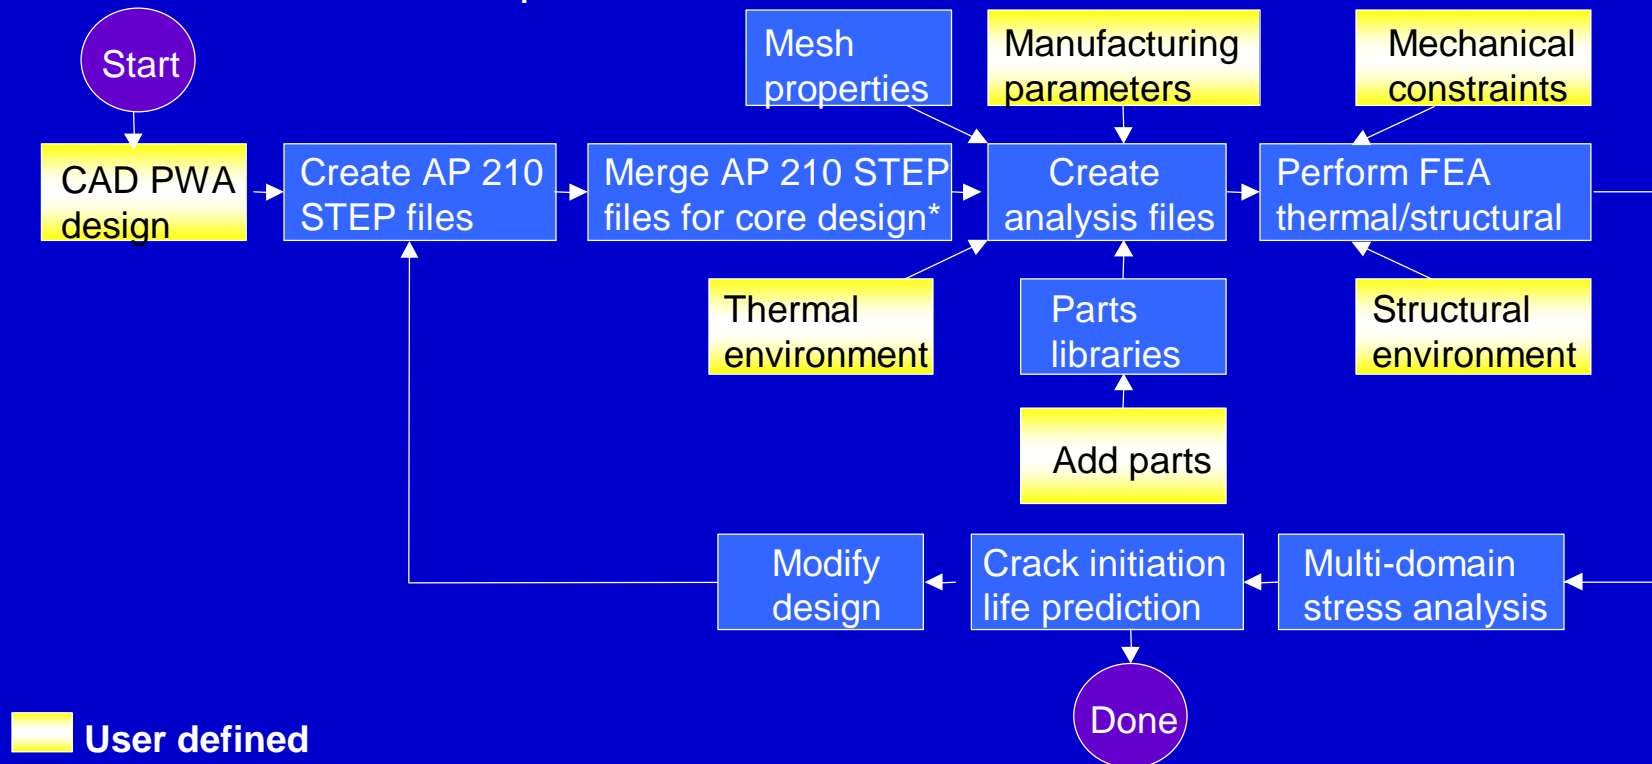 Start
Mesh
properties
Manufacturing
parameters
Mechanical
constraints
CAD PWA
design
Create AP 210
STEP files
Merge AP 210 STEP
files for core design*
Create
analysis files
Perform FEA
thermal/structural
Thermal
environment
Parts
libraries
Structural
environment
Add parts
Modify
design
Crack initiation
life prediction
Multi-domain
stress analysis
Done
User defined